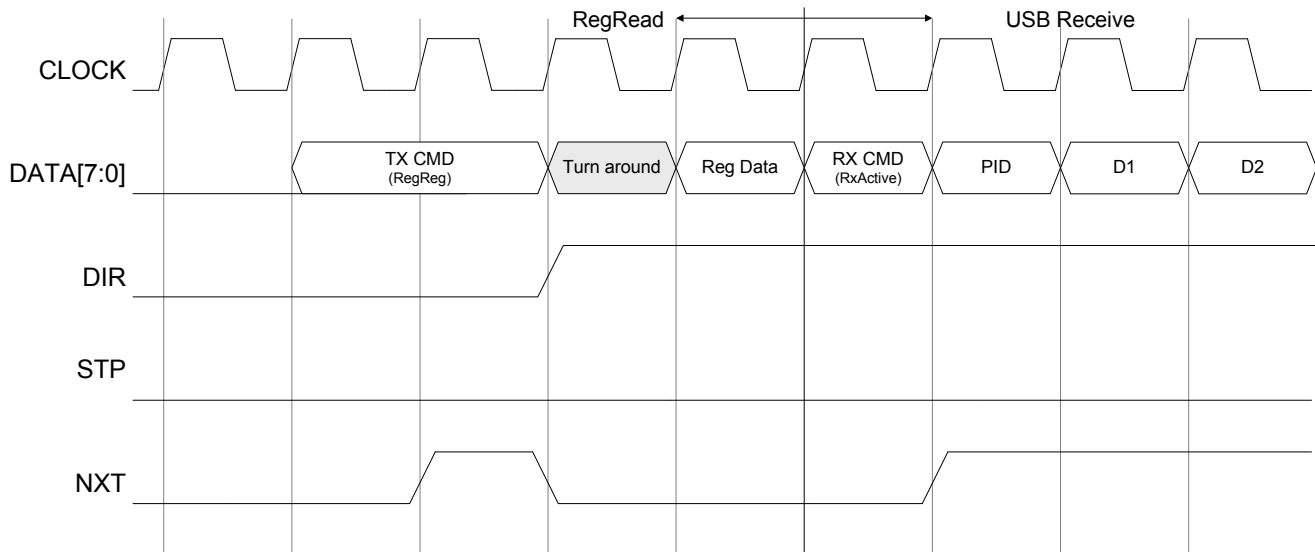 RegRead USB Receive
CLOCK
DATA[7:0]
TX CMD
(RegReg)
Turn around
Reg Data
RX CMD
(RxActive)
PID
D1
D2
DIR
STP
NXT